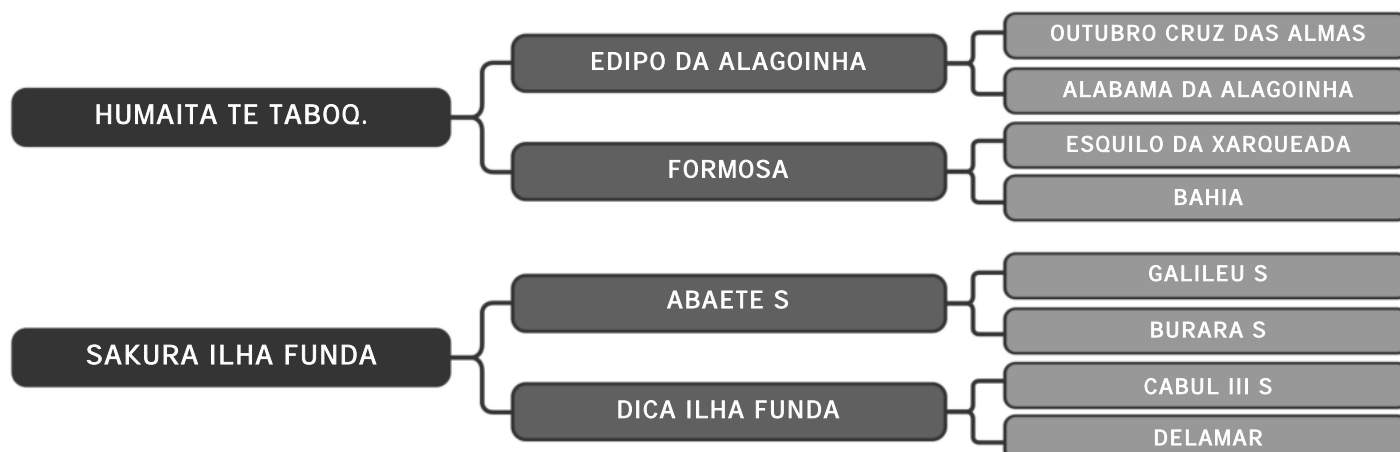 OUTUBRO CRUZ DAS ALMAS
EDIPO DA ALAGOINHA
ALABAMA DA ALAGOINHA
HUMAITA TE TABOQ.
ESQUILO DA XARQUEADA
FORMOSA
BAHIA
GALILEU S
ABAETE S
BURARA S
SAKURA ILHA FUNDA
CABUL III S
DICA ILHA FUNDA
DELAMAR